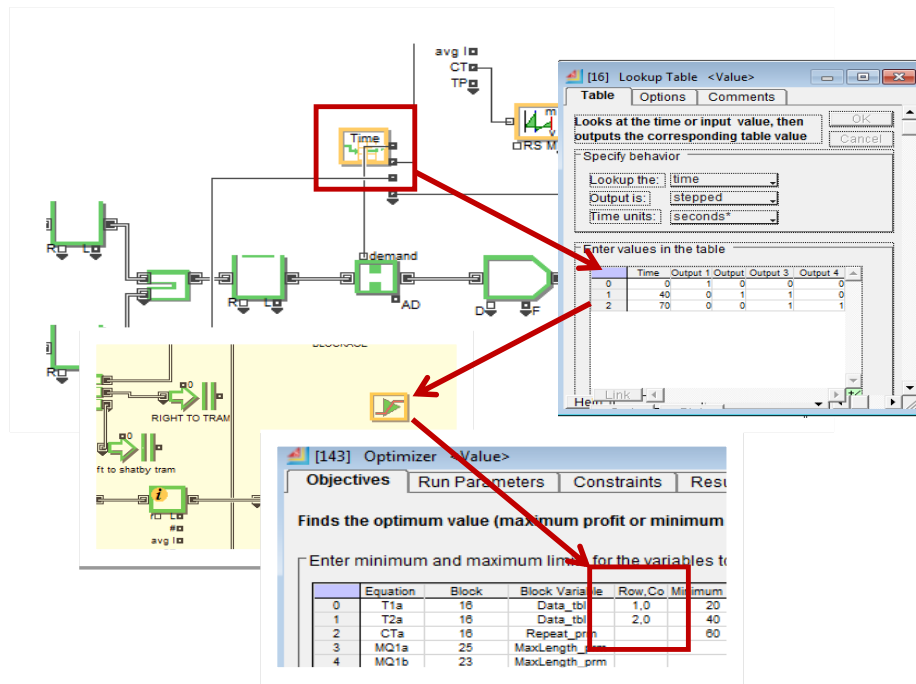 avg l
CT
TP
Time
RS M
demand
R L
R L
AD
D F
R
[16] Lookup Table <Value>
Table Options Comments
Looks at the time or input value, then
outputs the corresponding table value
OK
Cancel
Specify behavior
Lookup the: time
Output is: stepped
Time units: seconds*
Enter values in the table
Time Output 1 Output Output 3 Output 4
0 0 1 0 0 0
1 40 0 1 1 0
2 70 0 0 1 1
Link
Help
BLOCKAGE
0
RIGHT TO TRAM
0
ft to shatby tram
i
r L
#
avg l
[143] Optimizer <Value>
Objectives Run Parameters Constraints Resu
Finds the optimum value (maximum profit or minimum
Enter minimum and maximum limits for the variables to
Equation Block Block Variable Row,Co Minimum
0 T1a 16 Data_tbl 1,0 20
1 T2a 16 Data_tbl 2,0 40
2 CTa 16 Repeat_prm 60
3 MQ1a 25 MaxLength_prm
4 MQ1b 23 MaxLength_prm